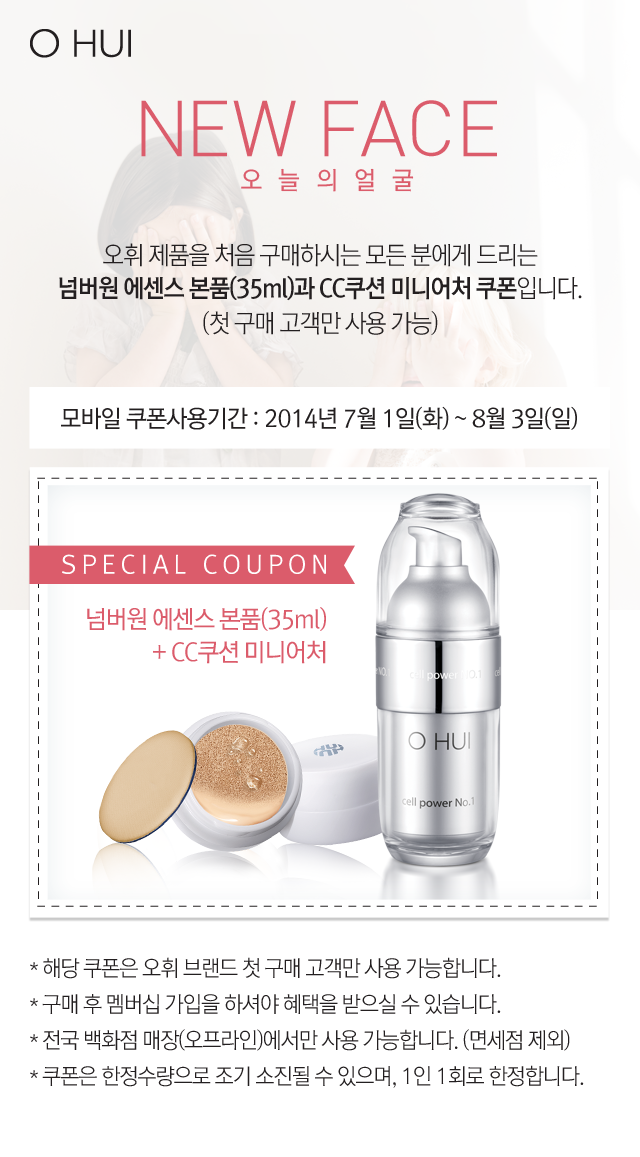 O HUI
NEW FACE
오늘의얼굴
오휘 제품을 처음 구매하시는 모든 분에게 드리는
넘버원 에센스 본품(35ml)과 CC쿠션 미니어처 쿠폰입니다.
(첫 구매 고객만 사용 가능)
모바일 쿠폰사용기간 : 2014년 7월 1일(화) ~ 8월 3일(일)
SPECIAL COUPON
넘버원 에센스 본품(35ml)
+ CC쿠션 미니어처
cell power NO.1
O HUI
cell power No.1
* 해당 쿠폰은 오휘 브랜드 첫 구매 고객만 사용 가능합니다.
* 구매 후 멤버십 가입을 하셔야 혜택을 받으실 수 있습니다.
* 전국 백화점 매장(오프라인)에서만 사용 가능합니다. (면세점 제외)
* 쿠폰은 한정수량으로 조기 소진될 수 있으며, 1인 1회로 한정합니다.